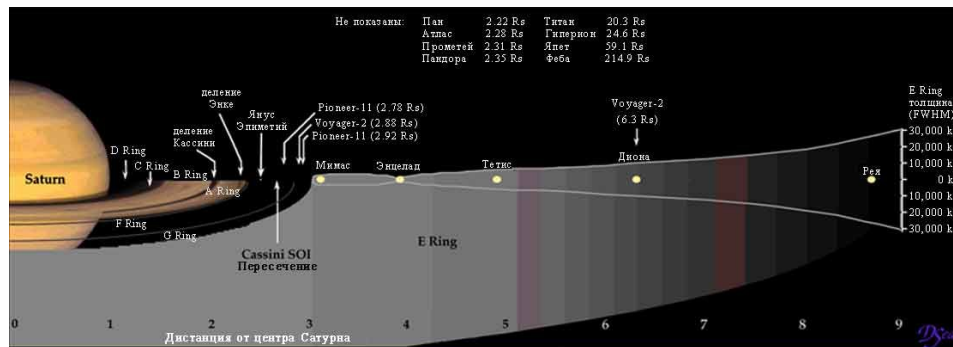 Не показаны: Пан 2.22 Rs Титан 20.3 Rs
Атлас 2.28 Rs Гиперион 24.6 Rs
Прометей 2.31 Rs Япет 59.1 Rs
Пандора 2.35 Rs Феба 214.9 Rs
деление
Энке
Янус
Эпиметий
Pioneer-11 (2.78 Rs)
Voyager-2 (2.88 Rs)
Pioneer-11 (2.92 Rs)
Voyager-2
(6.3 Rs)
E Ring
толщина
(FWHM)
деление
Кассини
D Ring
C Ring
B Ring
A Ring
Saturn
F Ring
G Ring
Мимас
Энцелад
Тетис
Диона
Рея
30,000 k
20,000 k
10,000 k
0 k
10,000 k
20,000 k
30,000 k
Cassini SOI
Пересечение
E Ring
0 1 2 3 4 5 6 7 8 9
Дистанция от центра Сатурна